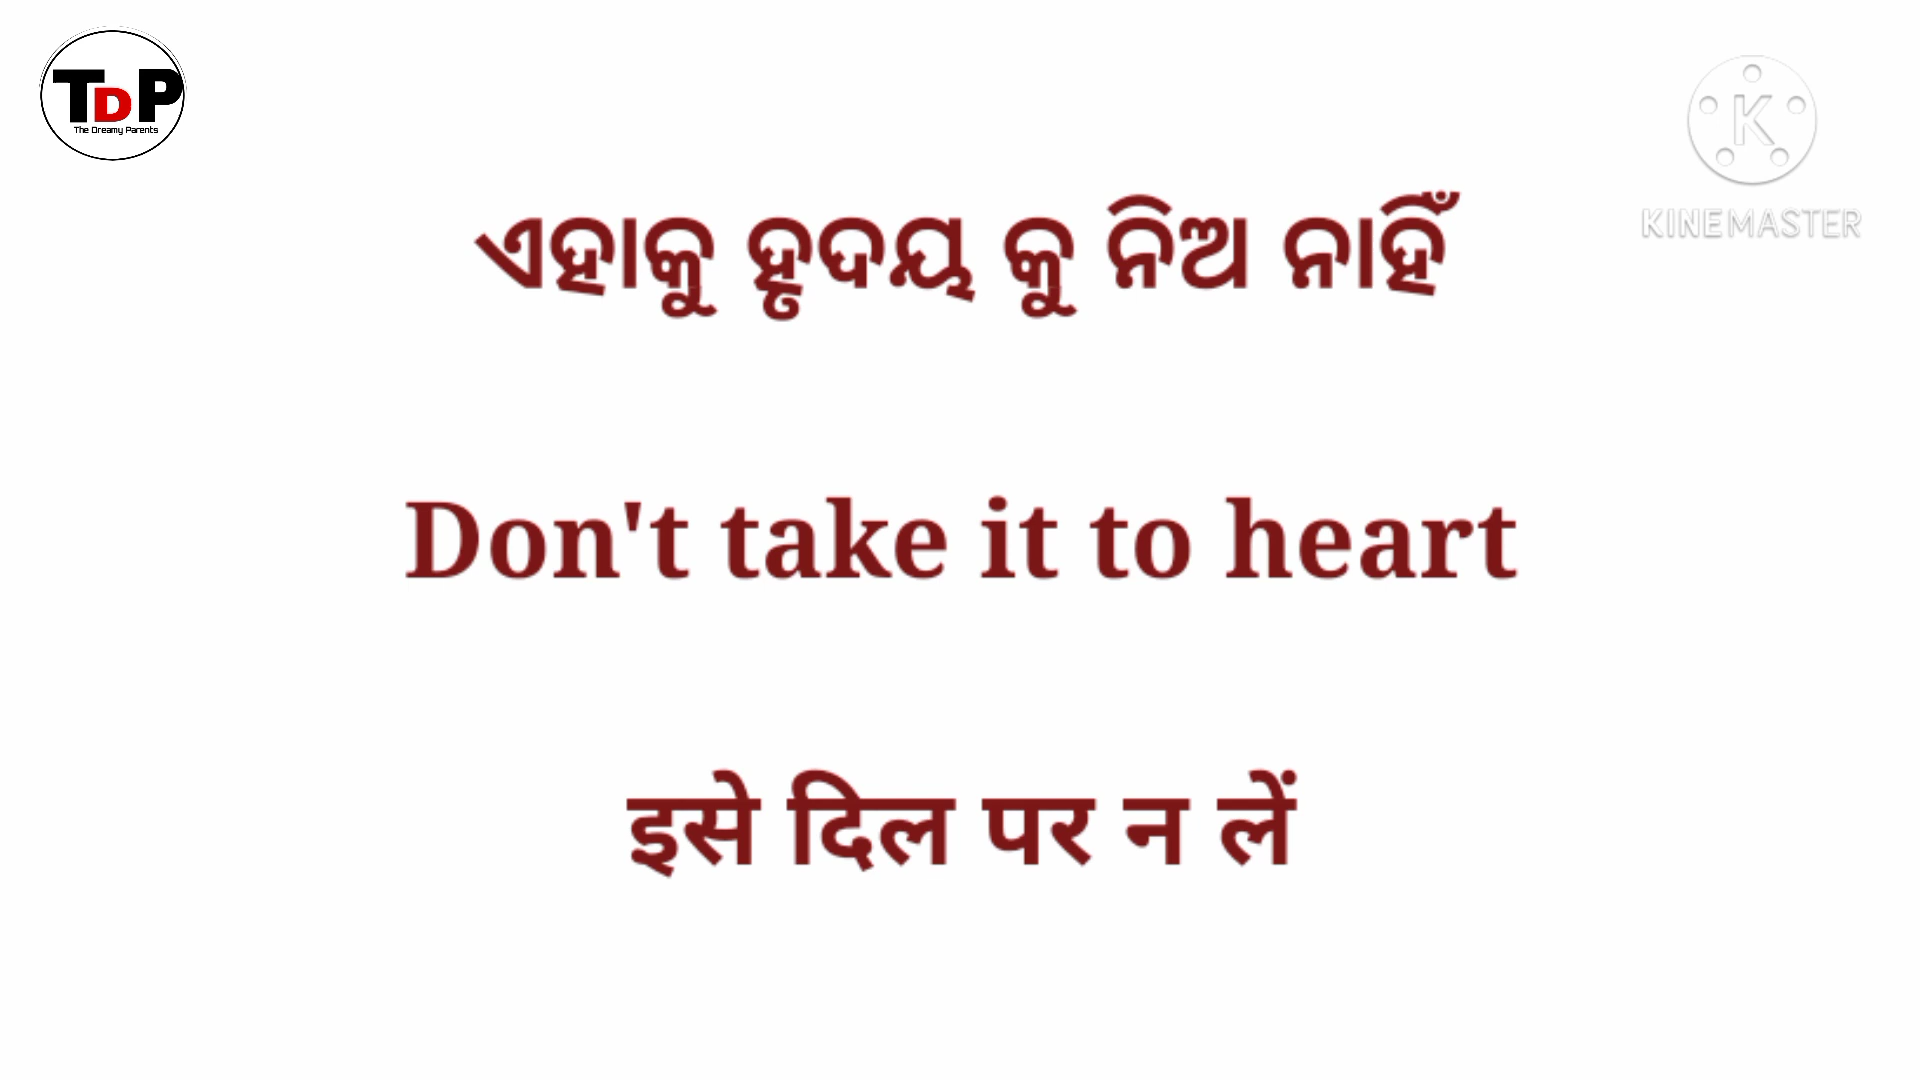 TDP
The Dreamy Parents
K
KINEMASTER
ଏହାକୁ ହୃଦୟ କୁ ନିଅ ନାହିଁ
Don't take it to heart
इसे दिल पर न लें